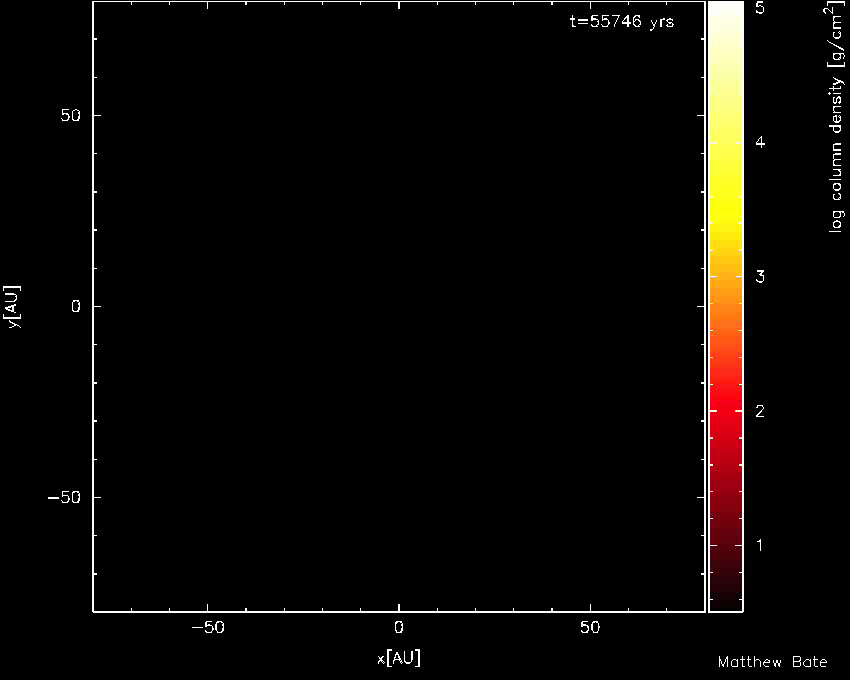 t=55746 yrs
5
4
3
2
1
log column density [g/cm²]
50
0
−50
y[AU]
−50
0
50
x[AU]
Matthew Bate